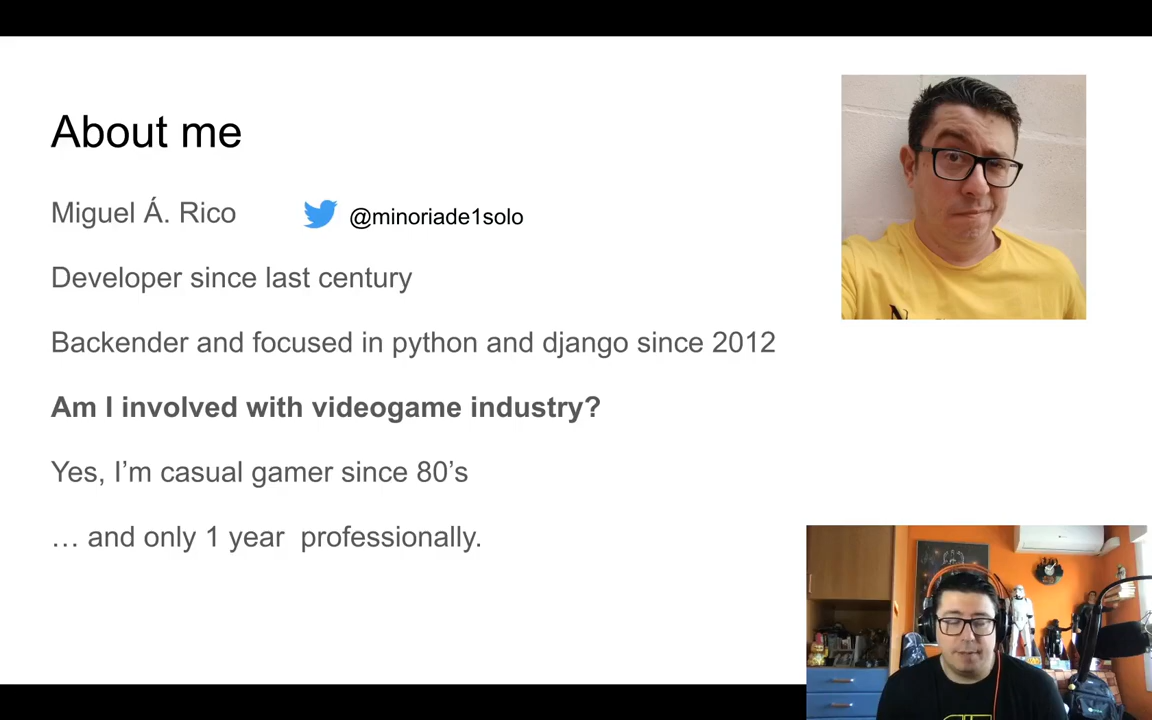 About me
Miguel Á. Rico @minoriade1solo
Developer since last century
Backender and focused in python and django since 2012
Am I involved with videogame industry?
Yes, I’m casual gamer since 80’s
… and only 1 year  professionally.